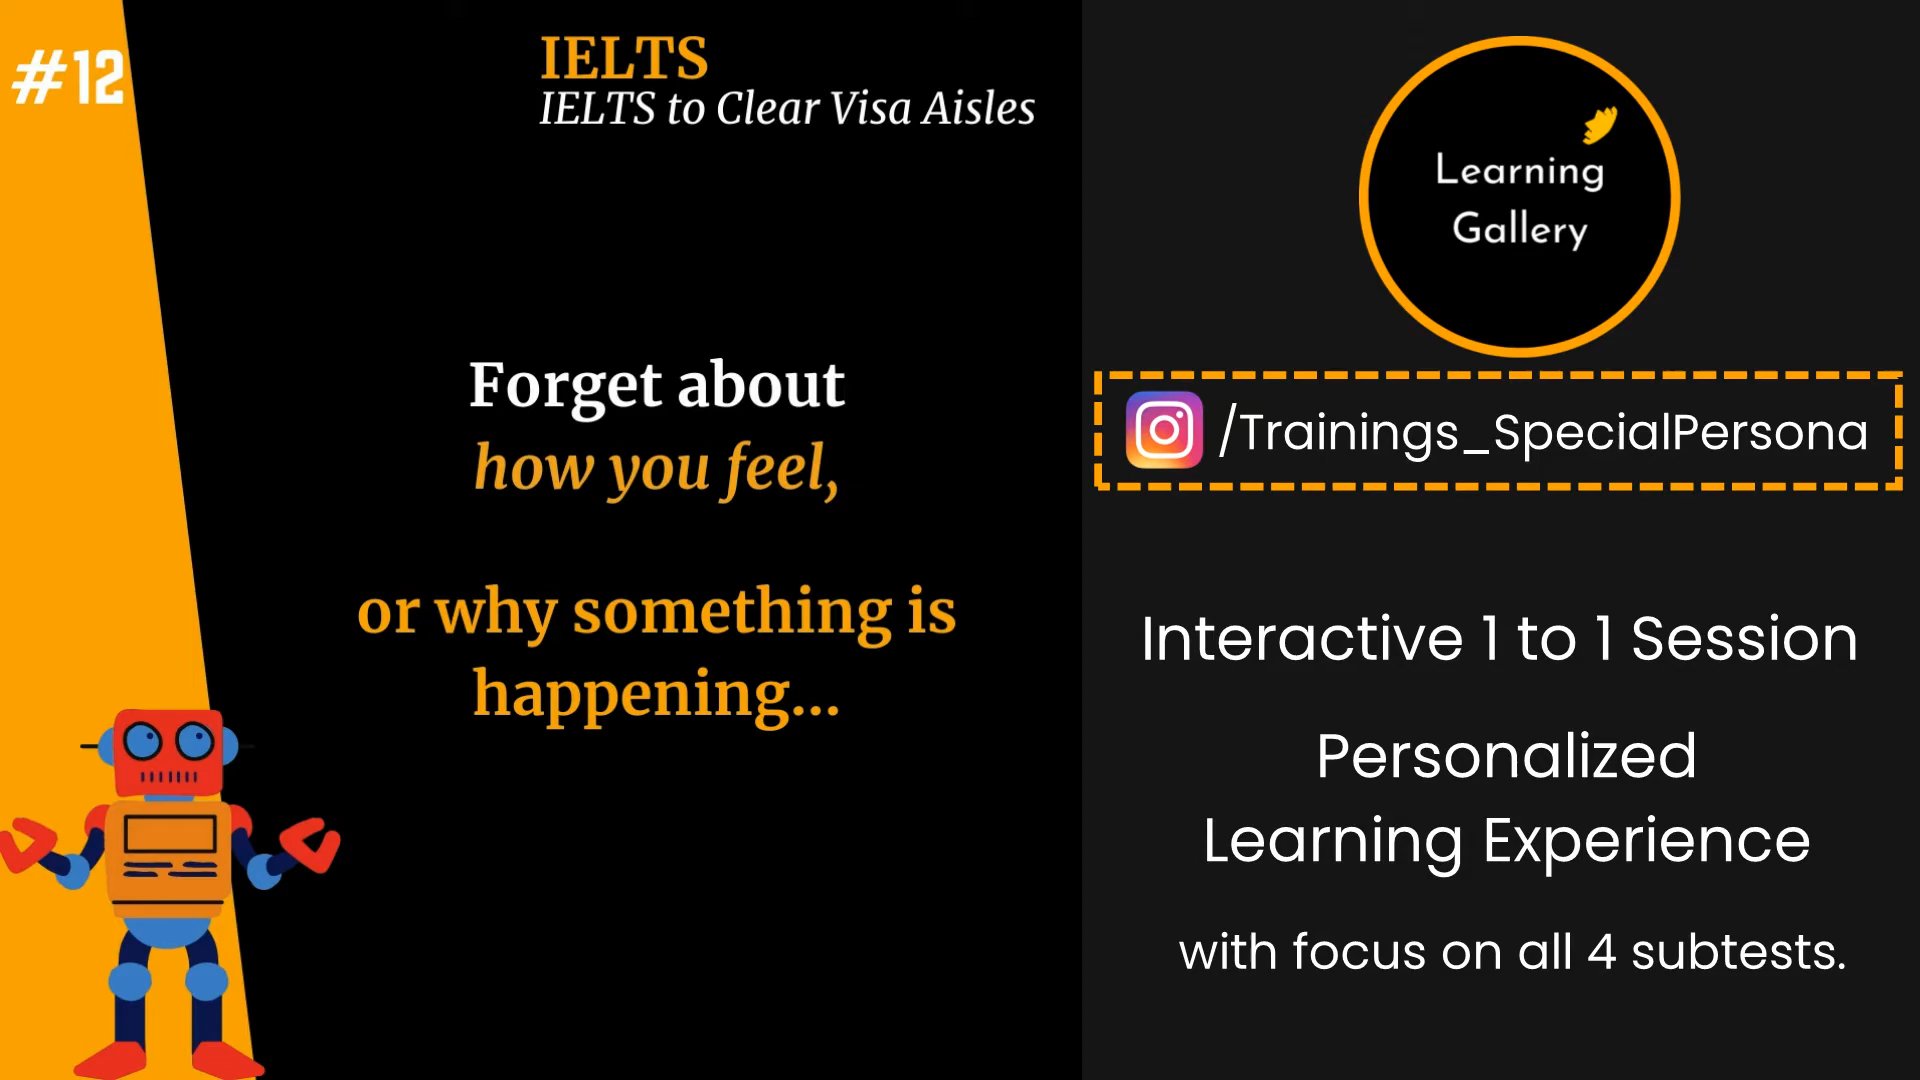 #12
IELTS
IELTS to Clear Visa Aisles
Forget about
how you feel,
or why something is
happening...
Learning
Gallery
/Trainings_SpecialPersona
Interactive 1 to 1 Session
Personalized
Learning Experience
with focus on all 4 subtests.